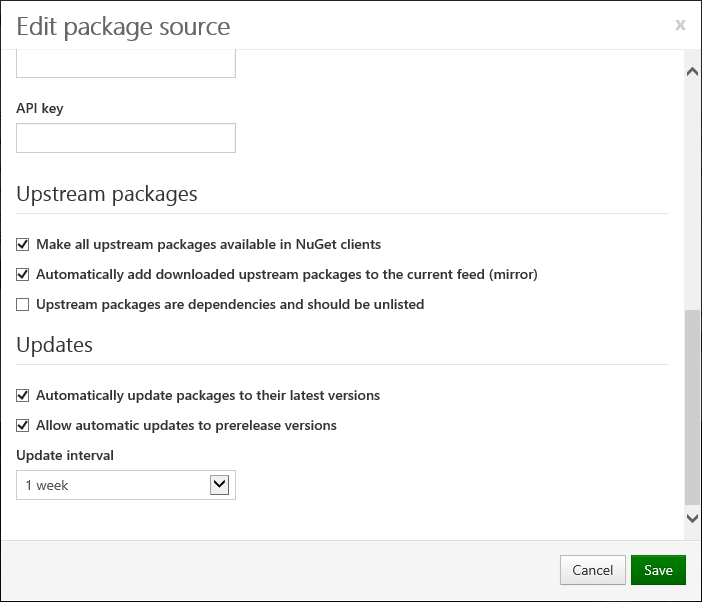 Edit package source
x
API key
Upstream packages
Make all upstream packages available in NuGet clients
Automatically add downloaded upstream packages to the current feed (mirror)
Upstream packages are dependencies and should be unlisted
Updates
Automatically update packages to their latest versions
Allow automatic updates to prerelease versions
Update interval
1 week
Cancel
Save